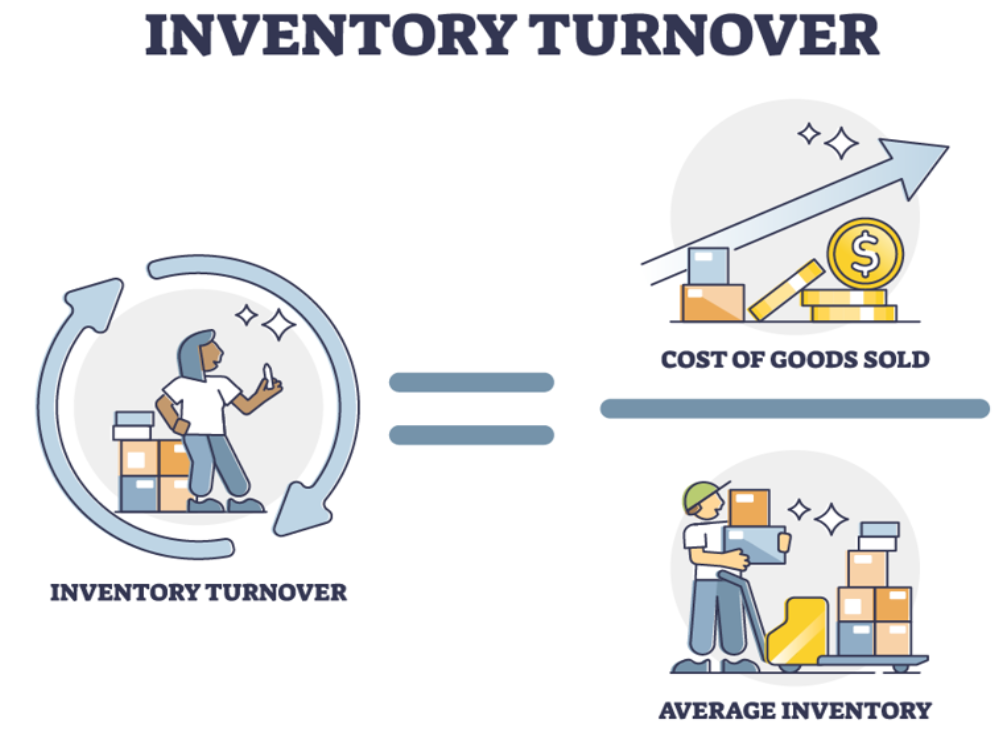 INVENTORY TURNOVER
$
COST OF GOODS SOLD
INVENTORY TURNOVER
AVERAGE INVENTORY